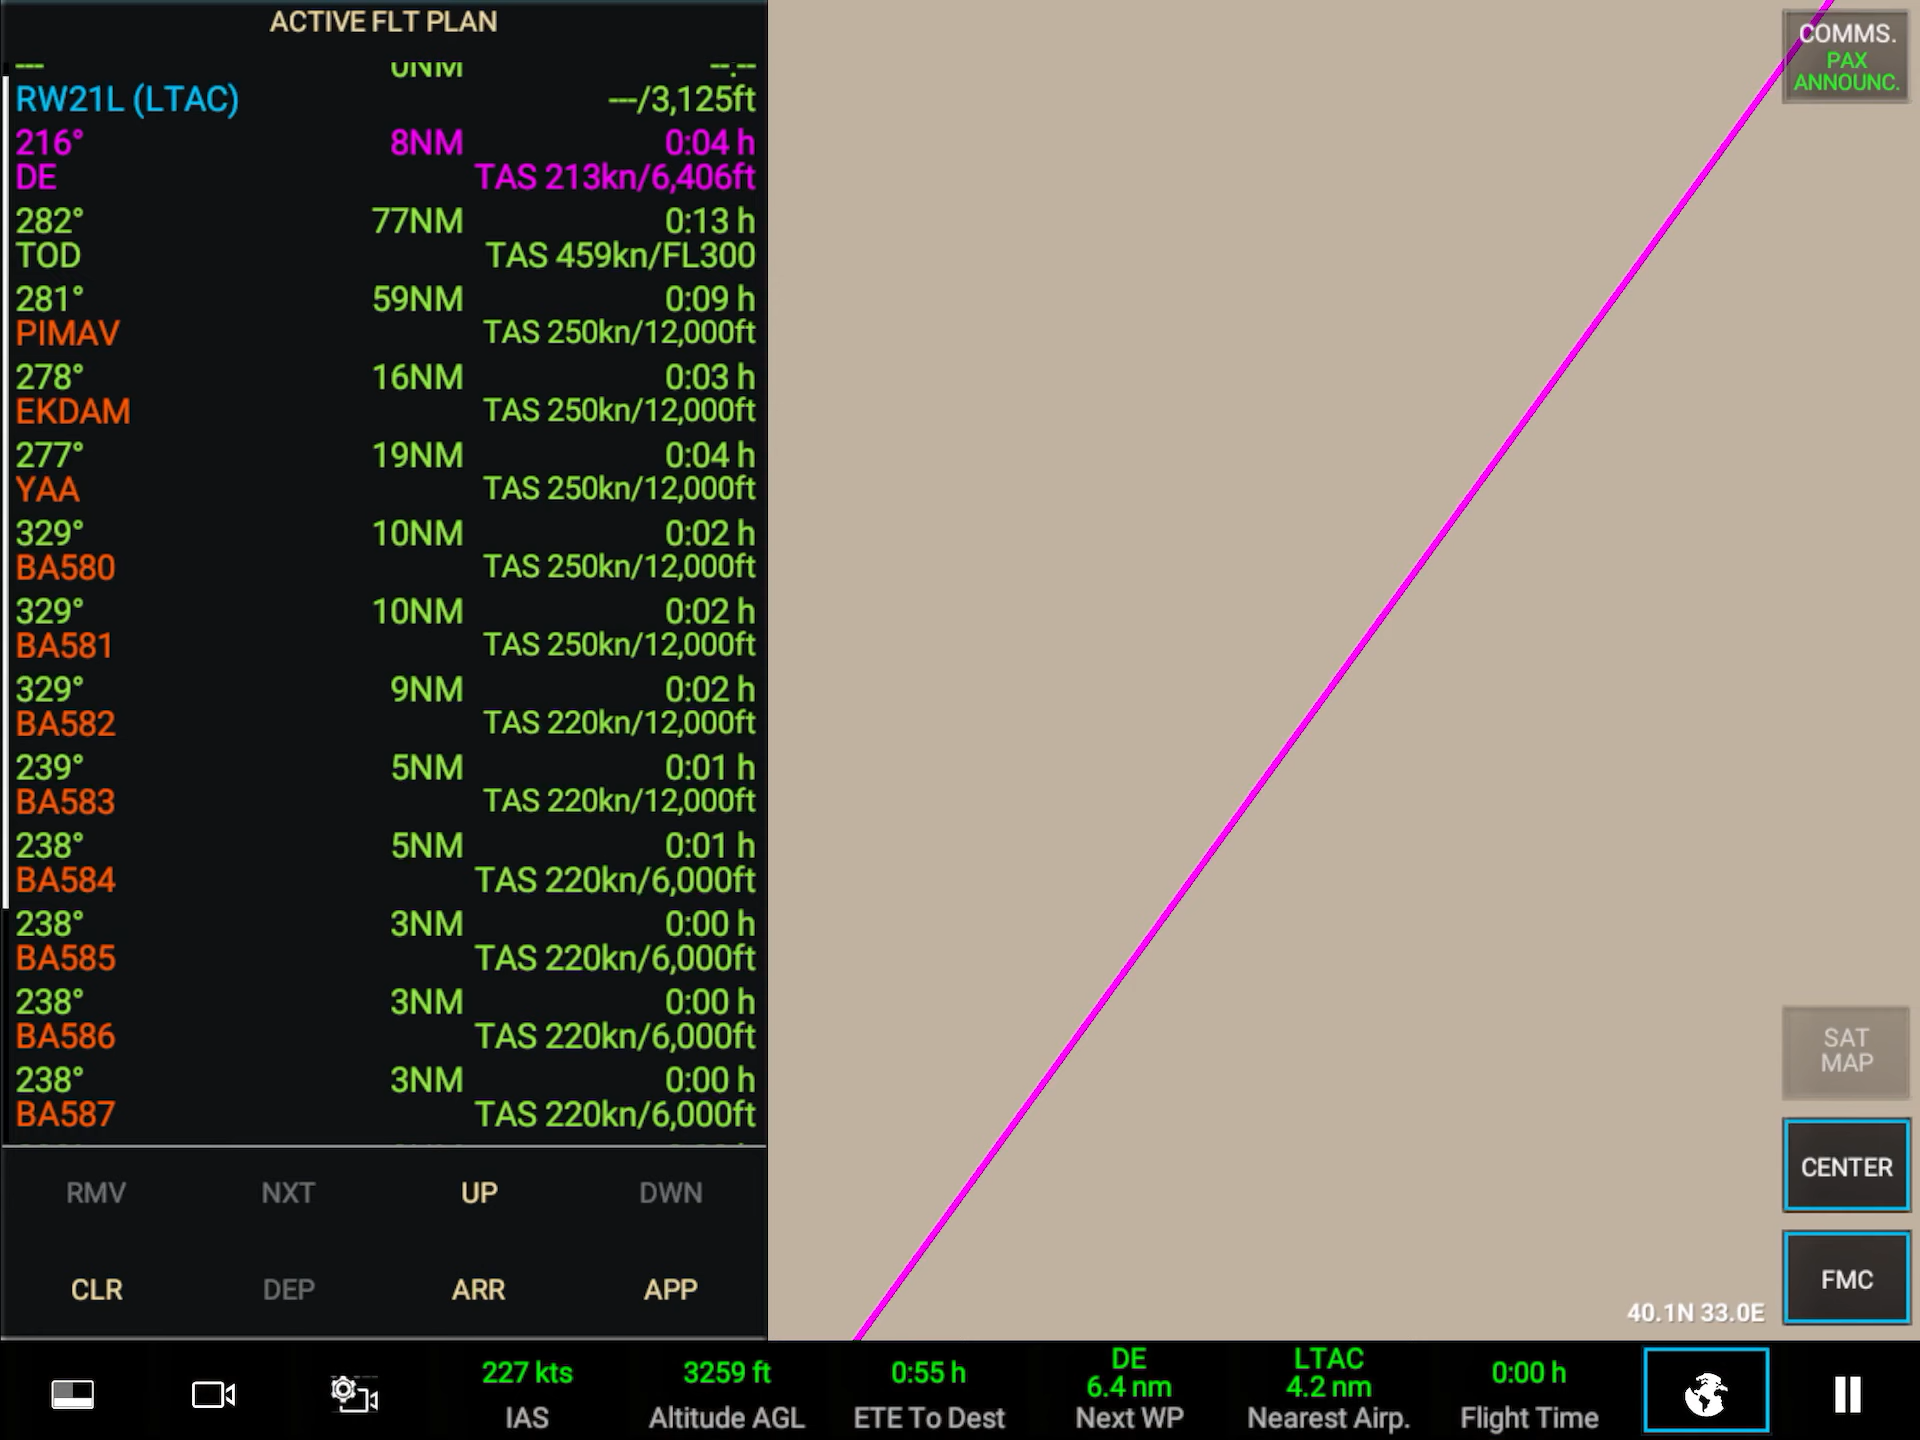 ACTIVE FLT PLAN
--- 0NM --:--
RW21L (LTAC) ---/3,125ft
216° 8NM 0:04 h
DE TAS 213kn/6,406ft
282° 77NM 0:13 h
TOD TAS 459kn/FL300
281° 59NM 0:09 h
PIMAV TAS 250kn/12,000ft
278° 16NM 0:03 h
EKDAM TAS 250kn/12,000ft
277° 19NM 0:04 h
YAA TAS 250kn/12,000ft
329° 10NM 0:02 h
BA580 TAS 250kn/12,000ft
329° 10NM 0:02 h
BA581 TAS 250kn/12,000ft
329° 9NM 0:02 h
BA582 TAS 220kn/12,000ft
239° 5NM 0:01 h
BA583 TAS 220kn/12,000ft
238° 5NM 0:01 h
BA584 TAS 220kn/6,000ft
238° 3NM 0:00 h
BA585 TAS 220kn/6,000ft
238° 3NM 0:00 h
BA586 TAS 220kn/6,000ft
238° 3NM 0:00 h
BA587 TAS 220kn/6,000ft
RMV NXT UP DWN
CLR DEP ARR APP
COMMS.
PAX
ANNOUNC.
SAT
MAP
CENTER
FMC
40.1N 33.0E
227 kts
IAS
3259 ft
Altitude AGL
0:55 h
ETE To Dest
DE
6.4 nm
Next WP
LTAC
4.2 nm
Nearest Airp.
0:00 h
Flight Time